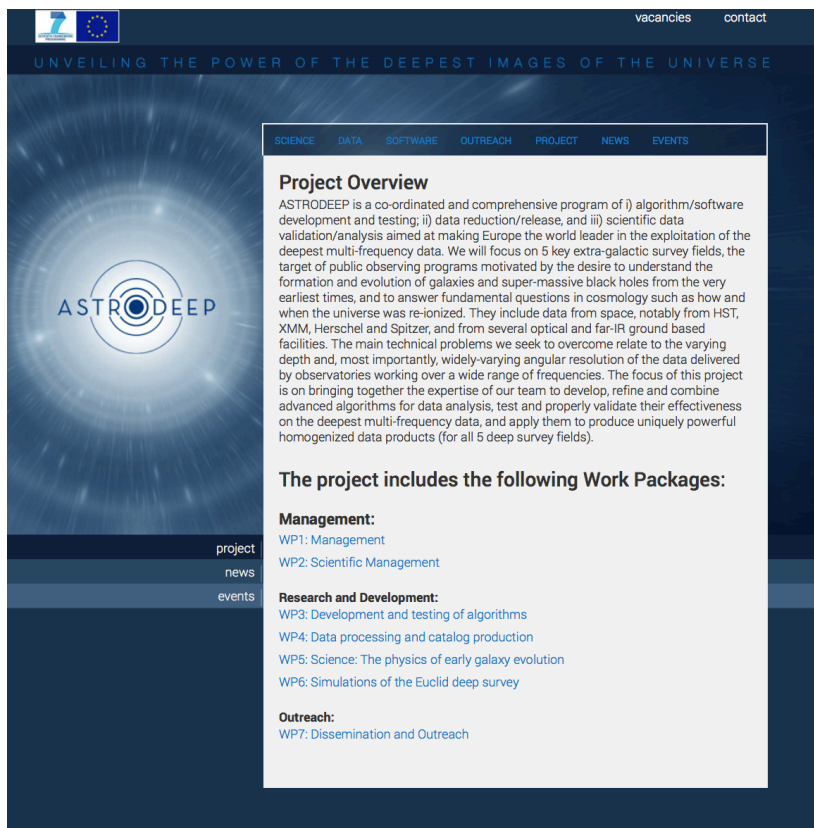 vacancies
contact
UNVEILING THE POWER OF THE DEEPEST IMAGES OF THE UNIVERSE
SCIENCE
DATA
SOFTWARE
OUTREACH
PROJECT
NEWS
EVENTS
ASTRODEEP
Project Overview
ASTRODEEP is a co-ordinated and comprehensive program of i) algorithm/software
development and testing; ii) data reduction/release, and iii) scientific data
validation/analysis aimed at making Europe the world leader in the exploitation of the
deepest multi-frequency data. We will focus on 5 key extra-galactic survey fields, the
target of public observing programs motivated by the desire to understand the
formation and evolution of galaxies and super-massive black holes from the very
earliest times, and to answer fundamental questions in cosmology such as how and
when the universe was re-ionized. They include data from space, notably from HST,
XMM, Herschel and Spitzer, and from several optical and far-IR ground based
facilities. The main technical problems we seek to overcome relate to the varying
depth and, most importantly, widely-varying angular resolution of the data delivered
by observatories working over a wide range of frequencies. The focus of this project
is on bringing together the expertise of our team to develop, refine and combine
advanced algorithms for data analysis, test and properly validate their effectiveness
on the deepest multi-frequency data, and apply them to produce uniquely powerful
homogenized data products (for all 5 deep survey fields).
The project includes the following Work Packages:
Management:
WP1: Management
WP2: Scientific Management
Research and Development:
WP3: Development and testing of algorithms
WP4: Data processing and catalog production
WP5: Science: The physics of early galaxy evolution
WP6: Simulations of the Euclid deep survey
Outreach:
WP7: Dissemination and Outreach
project
news
events